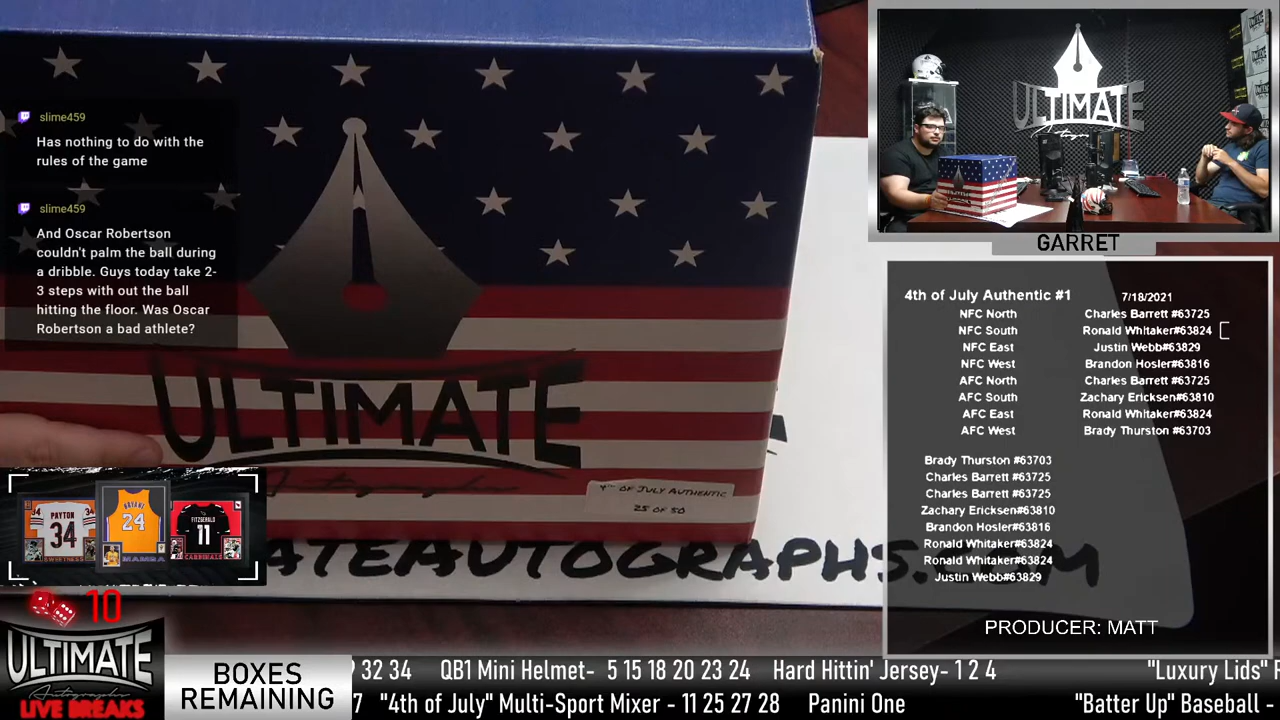 slime459
Has nothing to do with the
rules of the game
slime459
And Oscar Robertson
couldn't palm the ball during
a dribble. Guys today take 2-
3 steps with out the ball
hitting the floor. Was Oscar
Robertson a bad athlete?
ULTIMATE
4TH OF JULY AUTHENTIC
25 OF 50
ATEAUTOGRAPHS.COM
ULTIMATE
GARRET
4th of July Authentic #1 7/18/2021
NFC North Charles Barrett #63725
NFC South Ronald Whitaker#63824
NFC East Justin Webb#63829
NFC West Brandon Hosler#63816
AFC North Charles Barrett #63725
AFC South Zachary Ericksen#63810
AFC East Ronald Whitaker#63824
AFC West Brady Thurston #63703
Brady Thurston #63703
Charles Barrett #63725
Charles Barrett #63725
Zachary Ericksen#63810
Brandon Hosler#63816
Ronald Whitaker#63824
Ronald Whitaker#63824
Justin Webb#63829
PRODUCER: MATT
PAYTON
34
BRYANT
24
MAMBA
FITZGERALD
11
CARDINALS
10
ULTIMATE
Autographs
LIVE BREAKS
BOXES
REMAINING
32 34 QB1 Mini Helmet- 5 15 18 20 23 24 Hard Hittin' Jersey- 1 2 4 "Luxury Lids"
7 "4th of July" Multi-Sport Mixer - 11 25 27 28 Panini One "Batter Up" Baseball -